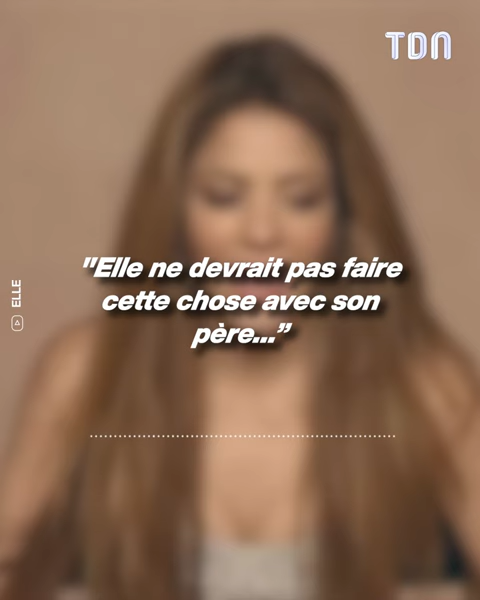 TDN
"Elle ne devrait pas faire
cette chose avec son
père..."
ELLE